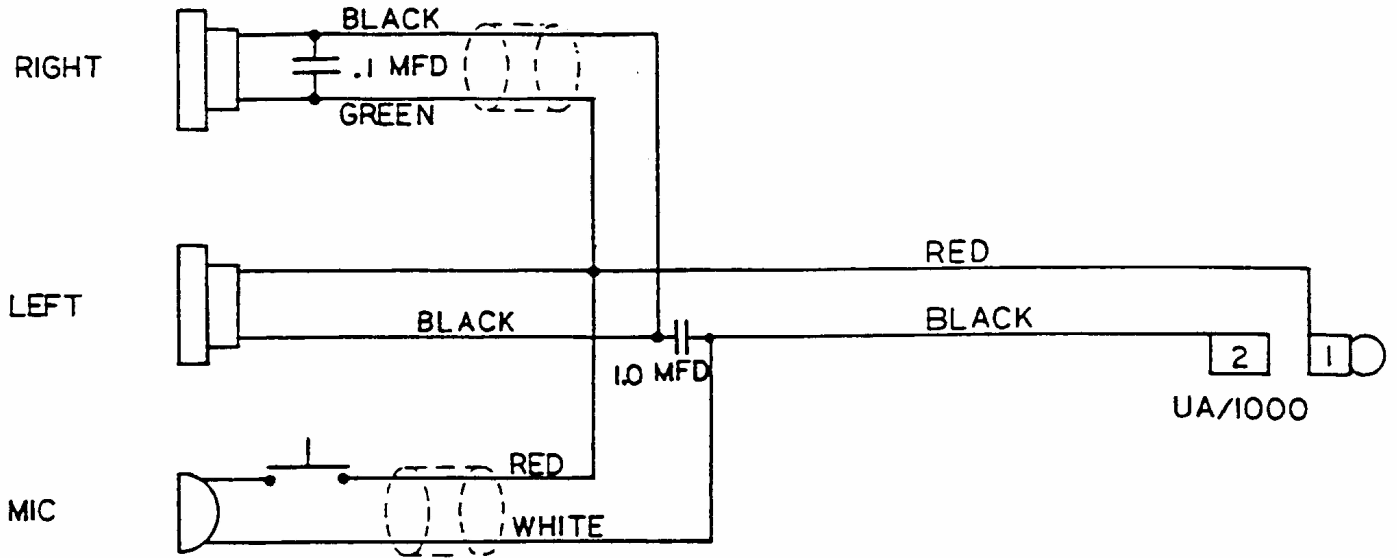 BLACK
RIGHT
.1 MFD
GREEN
RED
LEFT
BLACK
BLACK
1.0 MFD
2
1
UA/1000
RED
MIC
WHITE